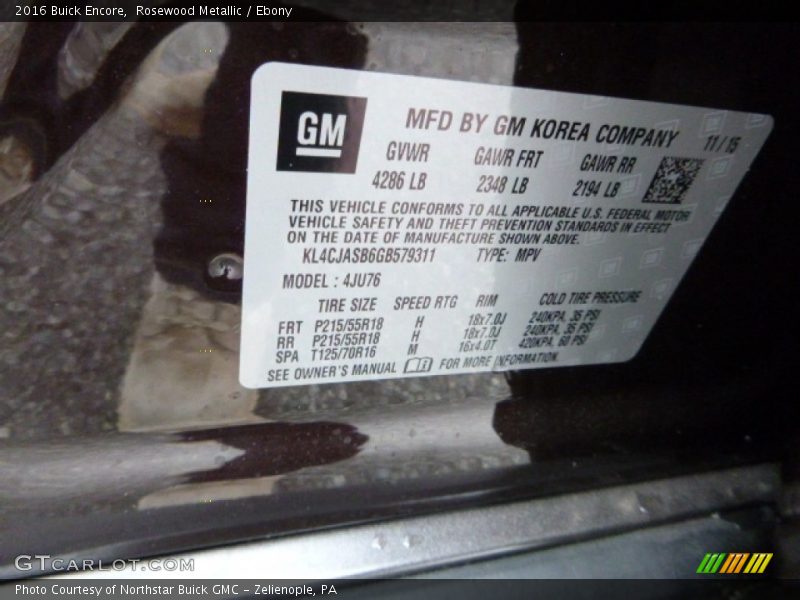 2016 Buick Encore, Rosewood Metallic / Ebony
GM
MFD BY GM KOREA COMPANY 11 / 15
GVWR GAWR FRT GAWR RR
4286 LB 2348 LB 2194 LB
THIS VEHICLE CONFORMS TO ALL APPLICABLE U.S. FEDERAL MOTOR
VEHICLE SAFETY AND THEFT PREVENTION STANDARDS IN EFFECT
ON THE DATE OF MANUFACTURE SHOWN ABOVE.
KL4CJASB6GB579311 TYPE: MPV
MODEL : 4JU76
TIRE SIZE SPEED RTG RIM COLD TIRE PRESSURE
FRT P215/55R18 H 18x7.0J 240KPA, 35 PSI
RR P215/55R18 H 18x7.0J 240KPA, 35 PSI
SPA T125/70R16 M 16x4.0T 420KPA, 60 PSI
SEE OWNER'S MANUAL FOR MORE INFORMATION.
GTCARLOT.COM
Photo Courtesy of Northstar Buick GMC - Zelienople, PA